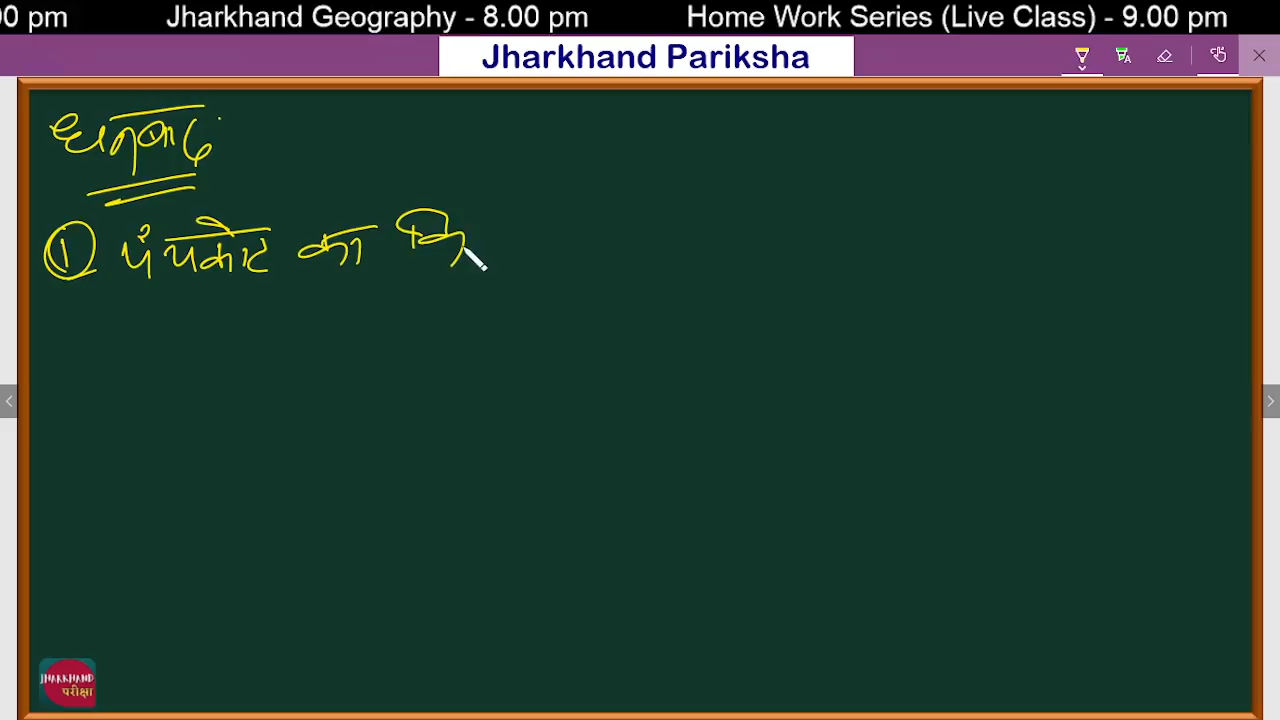 00 pm Jharkhand Geography - 8.00 pm Home Work Series (Live Class) - 9.00 pm
Jharkhand Pariksha
धनबाद
① पंचकोट का कि
JHARKHAND
परीक्षा